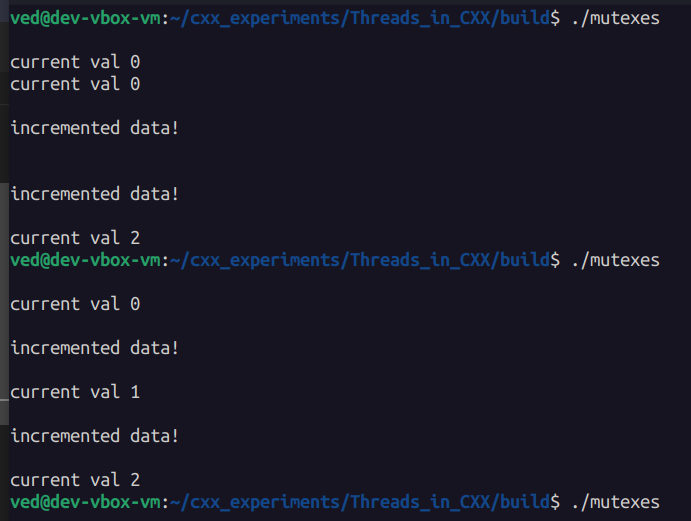 ved@dev-vbox-vm:~/cxx_experiments/Threads_in_CXX/build$ ./mutexes
current val 0
current val 0
incremented data!
incremented data!
current val 2
ved@dev-vbox-vm:~/cxx_experiments/Threads_in_CXX/build$ ./mutexes
current val 0
incremented data!
current val 1
incremented data!
current val 2
ved@dev-vbox-vm:~/cxx_experiments/Threads_in_CXX/build$ ./mutexes